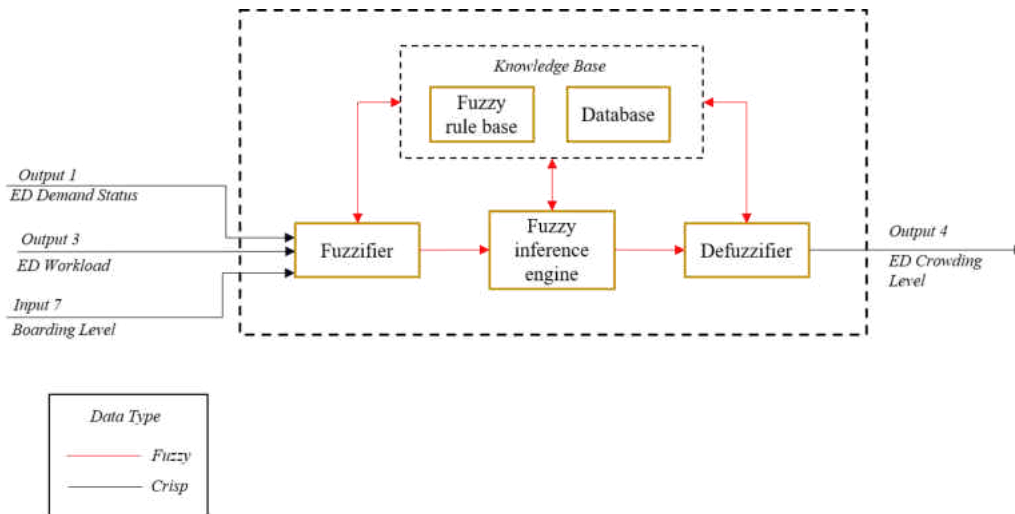 Knowledge Base
Fuzzy
rule base
Database
Output 1
ED Demand Status
Output 3
ED Workload
Input 7
Boarding Level
Fuzzifier
Fuzzy
inference
engine
Defuzzifier
Output 4
ED Crowding
Level
Data Type
Fuzzy
Crisp